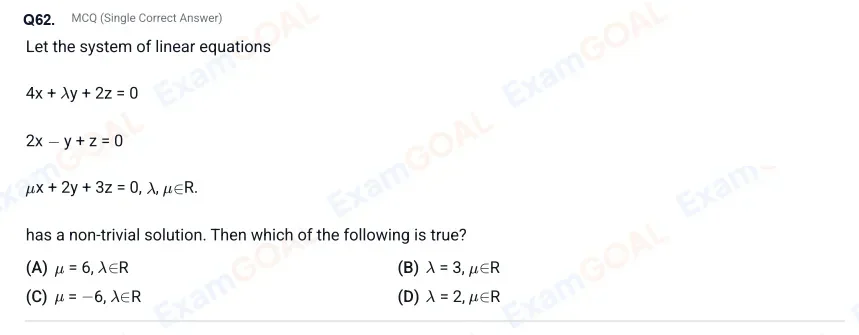 Q62. MCQ (Single Correct Answer)
Let the system of linear equations
4x + λy + 2z = 0
2x − y + z = 0
μx + 2y + 3z = 0, λ, μ∈R.
has a non-trivial solution. Then which of the following is true?
(A) μ = 6, λ∈R (B) λ = 3, μ∈R
(C) μ = −6, λ∈R (D) λ = 2, μ∈R
ExamGOAL